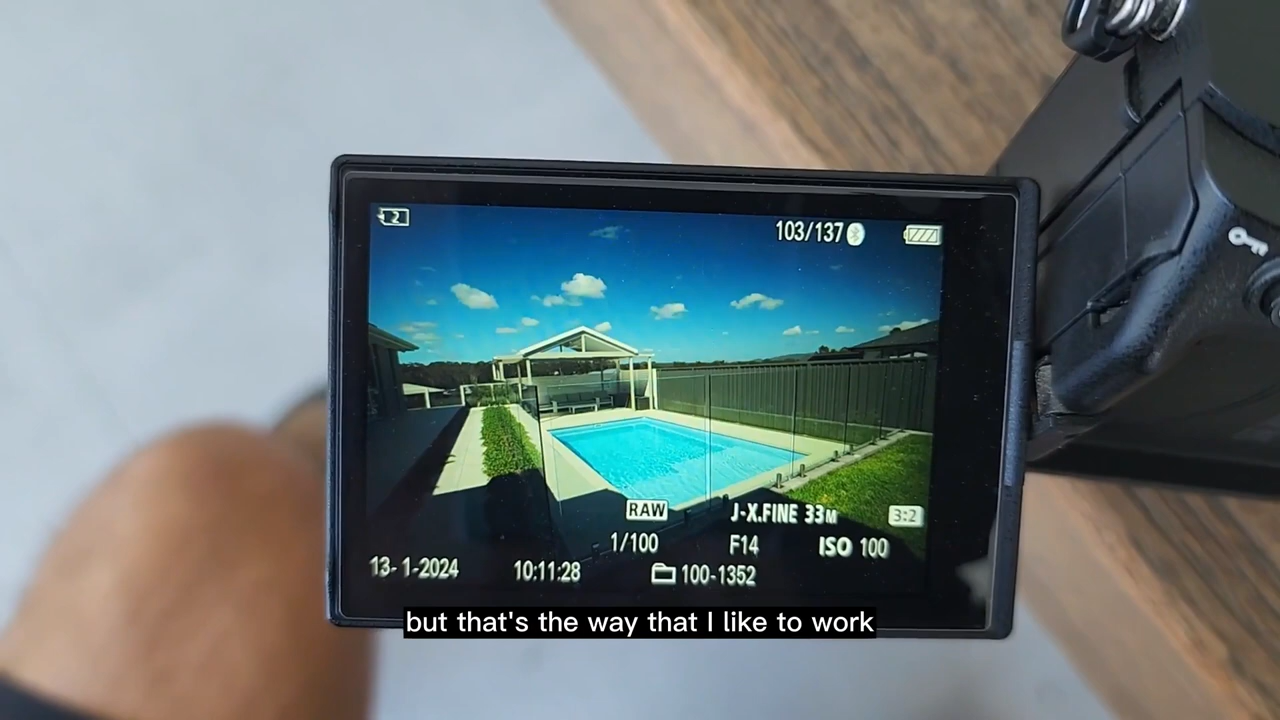 2
103/137
RAW
J-X.FINE 33M
3:2
1/100
F14
ISO 100
13- 1-2024
10:11:28
100-1352
but that's the way that I like to work